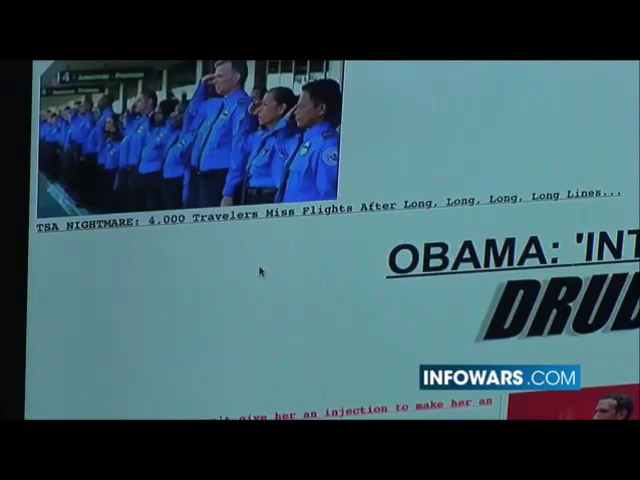 14
TSA NIGHTMARE: 4,000 Travelers Miss Flights After Long, Long, Long, Long Lines...
OBAMA: 'INT
DRUD
INFOWARS.COM
give her an injection to make her an